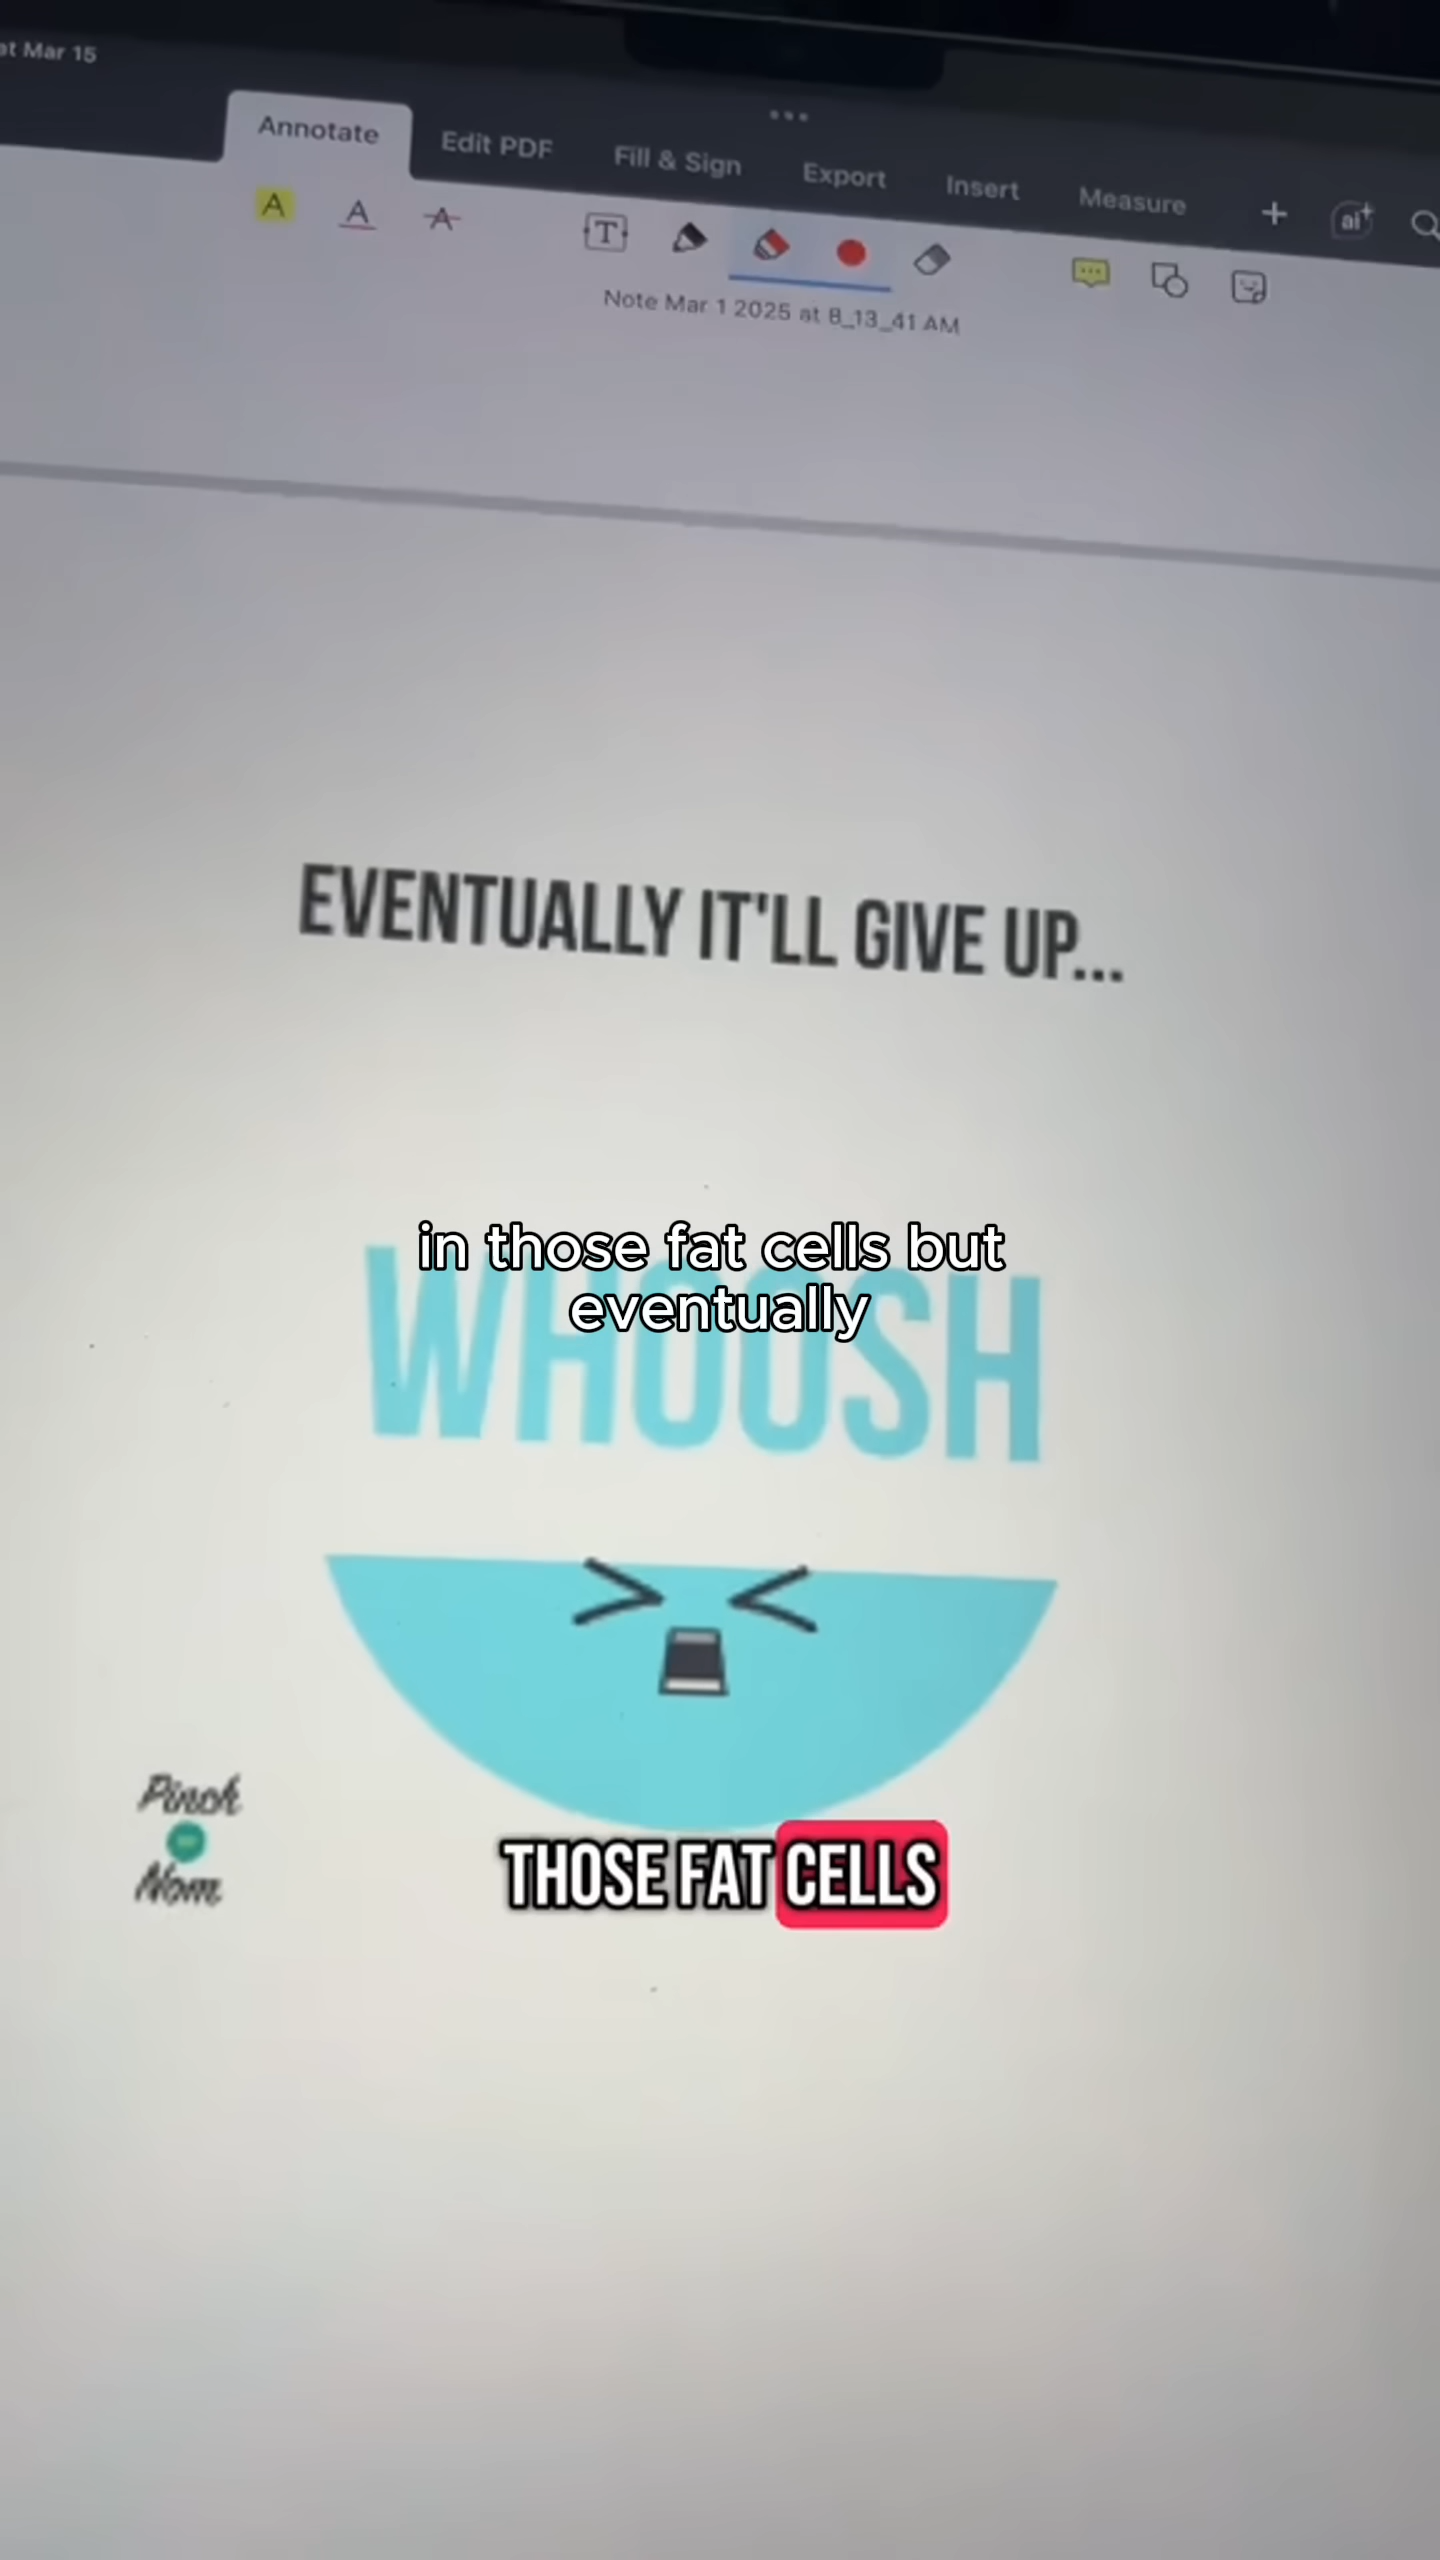 at Mar 15
Annotate
Edit PDF
Fill & Sign
Export
Insert
Measure
ai
A A A
T
Note Mar 1 2025 at 8_13_41 AM
EVENTUALLY IT'LL GIVE UP...
in those fat cells but
eventually
WHOOSH
Pinch
Nom
THOSE FAT CELLS